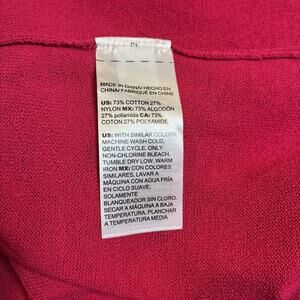 MADE IN CHINA/ HECHO EN
CHINA/ FABRIQUÉ EN CHINE
US: 73% COTTON 27%
NYLON MX: 73% ALGODÓN
27% poliamida CA: 73%
COTON 27% POLYAMIDE
US: WITH SIMILAR COLORS,
MACHINE WASH COLD,
GENTLE CYCLE. ONLY
NON-CHLORINE BLEACH,
TUMBLE DRY LOW, WARM
IRON MX: CON COLORES
SIMILARES, LAVAR A
MÁQUINA CON AGUA FRÍA
EN CICLO SUAVE.
SOLAMENTE
BLANQUEADOR SIN CLORO.
SECAR A MÁQUINA A BAJA
TEMPERATURA, PLANCHAR
A TEMPERATURA MEDIA